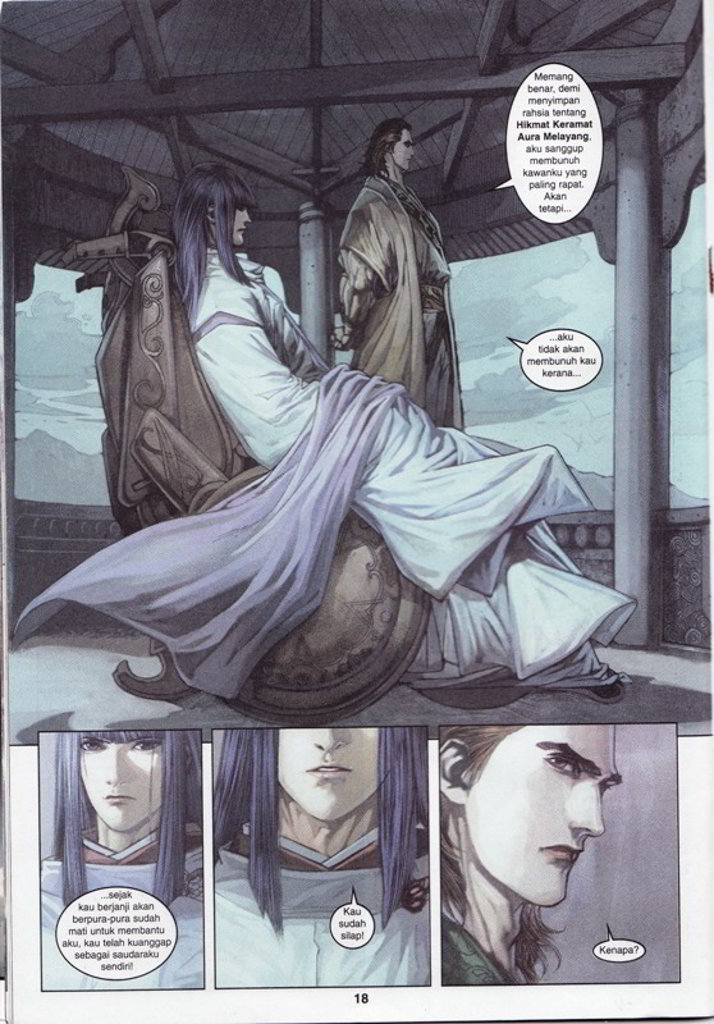 Memang
benar, demi
menyimpan
rahsia tentang
Hikmat Keramat
Aura Melayang,
aku sanggup
membunuh
kawanku yang
paling rapat.
Akan
tetapi...
...aku
tidak akan
membunuh kau
kerana...
...sejak
kau berjanji akan
berpura-pura sudah
mati untuk membantu
aku, kau telah kuanggap
sebagai saudaraku
sendiri!
Kau
sudah
silap!
Kenapa?
18